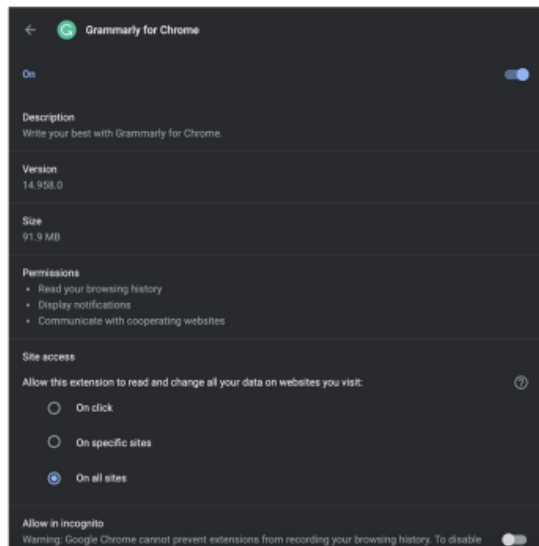 Grammarly for Chrome
On
Description
Write your best with Grammarly for Chrome.
Version
14.958.0
Size
91.9 MB
Permissions
• Read your browsing history
• Display notifications
• Communicate with cooperating websites
Site access
Allow this extension to read and change all your data on websites you visit:
On click
On specific sites
On all sites
Allow in incognito
Warning: Google Chrome cannot prevent extensions from recording your browsing history. To disable